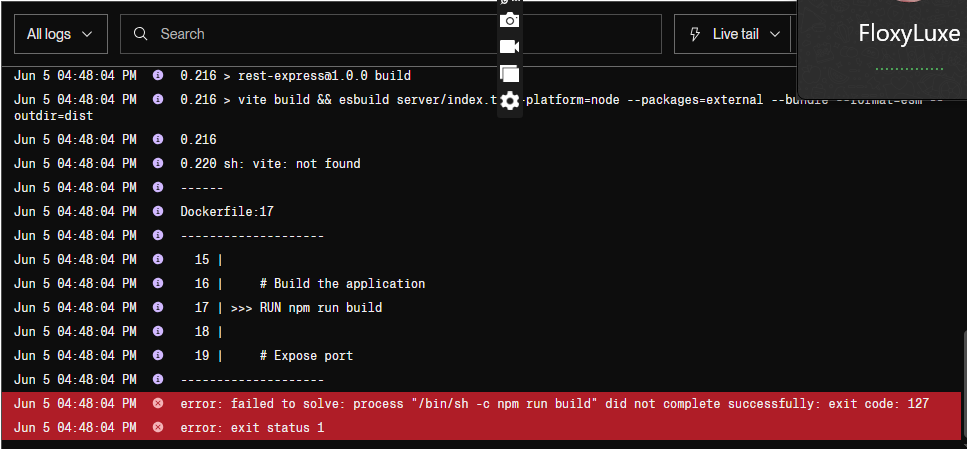 All logs
Search
Live tail
FloxyLuxe
Jun 5 04:48:04 PM 0.216 > rest-express@1.0.0 build
Jun 5 04:48:04 PM 0.216 > vite build && esbuild server/index.t platform=node --packages=external --bundle --format=esm --
outdir=dist
Jun 5 04:48:04 PM 0.216
Jun 5 04:48:04 PM 0.220 sh: vite: not found
Jun 5 04:48:04 PM ------
Jun 5 04:48:04 PM Dockerfile:17
Jun 5 04:48:04 PM --------------------
Jun 5 04:48:04 PM 15 |
Jun 5 04:48:04 PM 16 | # Build the application
Jun 5 04:48:04 PM 17 | >>> RUN npm run build
Jun 5 04:48:04 PM 18 |
Jun 5 04:48:04 PM 19 | # Expose port
Jun 5 04:48:04 PM --------------------
Jun 5 04:48:04 PM error: failed to solve: process "/bin/sh -c npm run build" did not complete successfully: exit code: 127
Jun 5 04:48:04 PM error: exit status 1